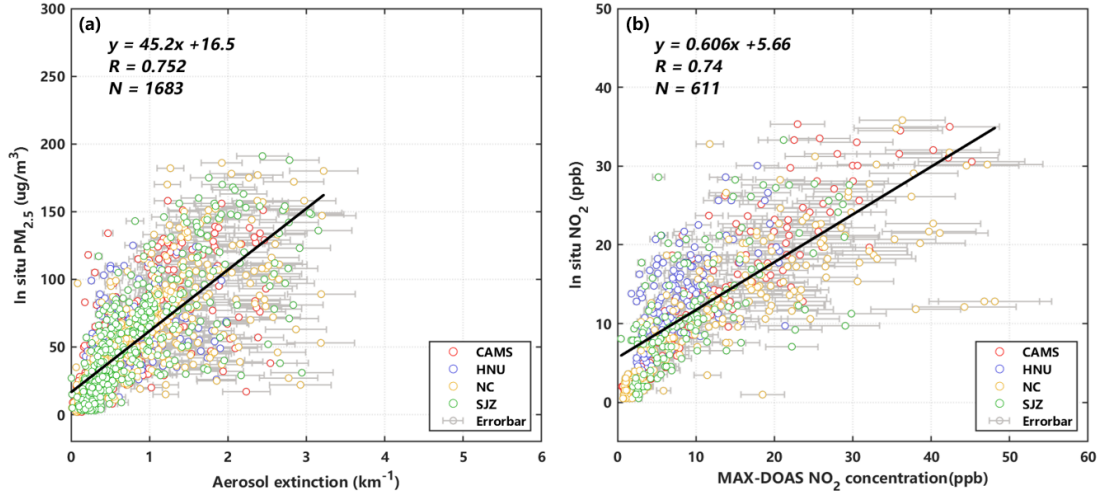 (a)
y = 45.2x +16.5
R = 0.752
N = 1683
300
250
200
150
100
50
0
In situ PM2.5 (ug/m3)
0 1 2 3 4 5 6
Aerosol extinction (km-1)
CAMS
HNU
NC
SJZ
Errorbar
(b)
y = 0.606x +5.66
R = 0.74
N = 611
50
40
30
20
10
0
In situ NO2 (ppb)
0 10 20 30 40 50 60
MAX-DOAS NO2 concentration(ppb)
CAMS
HNU
NC
SJZ
Errorbar